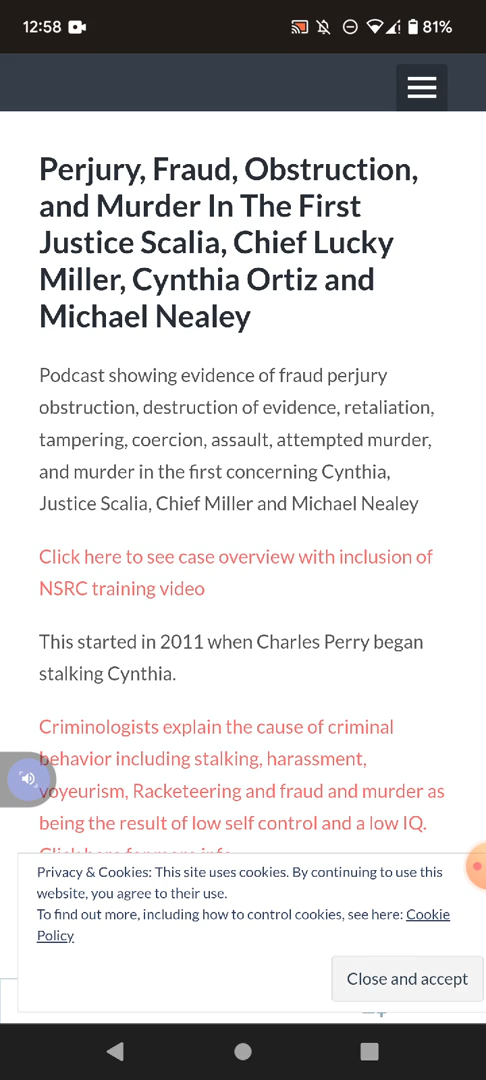 12:58
81%
Perjury, Fraud, Obstruction,
and Murder In The First
Justice Scalia, Chief Lucky
Miller, Cynthia Ortiz and
Michael Nealey
Podcast showing evidence of fraud perjury
obstruction, destruction of evidence, retaliation,
tampering, coercion, assault, attempted murder,
and murder in the first concerning Cynthia,
Justice Scalia, Chief Miller and Michael Nealey
Click here to see case overview with inclusion of
NSRC training video
This started in 2011 when Charles Perry began
stalking Cynthia.
Criminologists explain the cause of criminal
behavior including stalking, harassment,
voyeurism, Racketeering and fraud and murder as
being the result of low self control and a low IQ.
Privacy & Cookies: This site uses cookies. By continuing to use this
website, you agree to their use.
To find out more, including how to control cookies, see here: Cookie
Policy
Close and accept